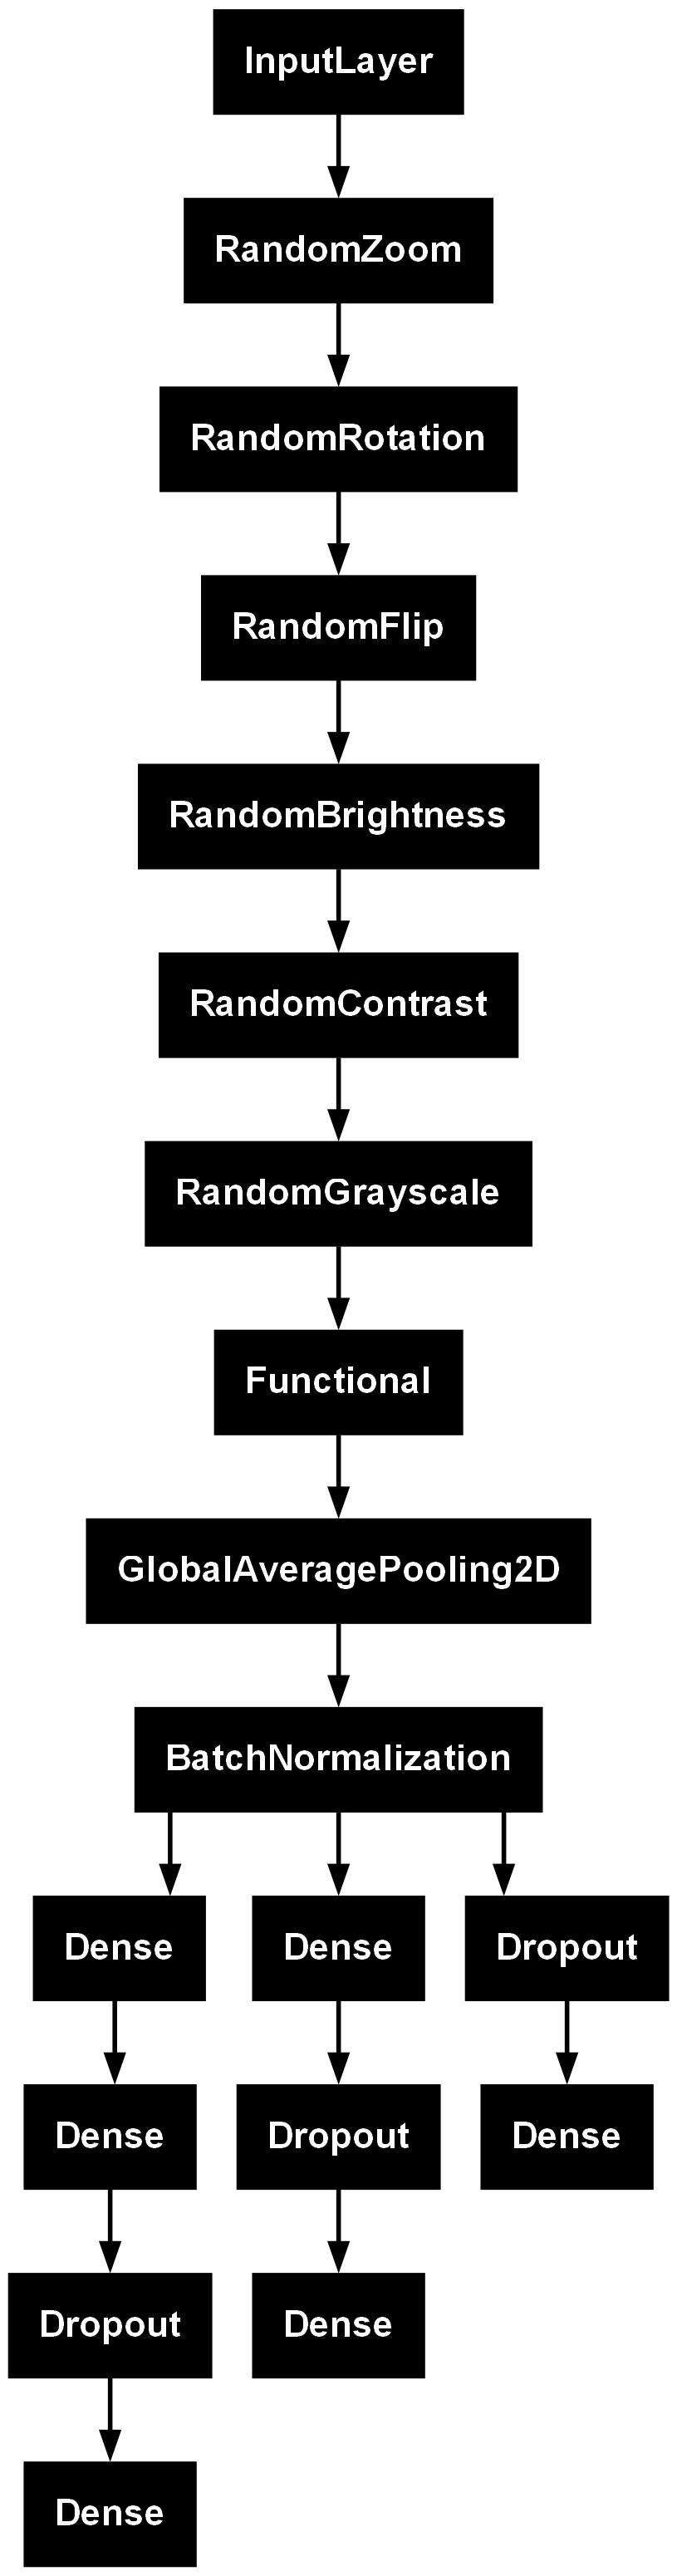 InputLayer
RandomZoom
RandomRotation
RandomFlip
RandomBrightness
RandomContrast
RandomGrayscale
Functional
GlobalAveragePooling2D
BatchNormalization
Dense
Dense
Dropout
Dense
Dropout
Dense
Dropout
Dense
Dense